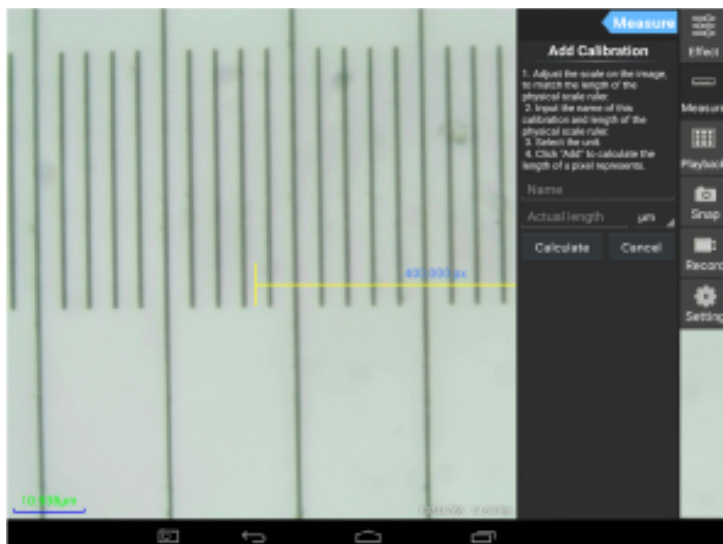 Measure
Add Calibration
1. Adjust the scale on the image,
to match the length of the
physical scale ruler.
2. Input the name of this
calibration and length of the
physical scale ruler.
3. Select the unit.
4. Click "Add" to calculate the
length of a pixel represents.
Name
Actual length μm
Calculate Cancel
Effect
Measure
Playback
Snap
Record
Setting
400.000 px